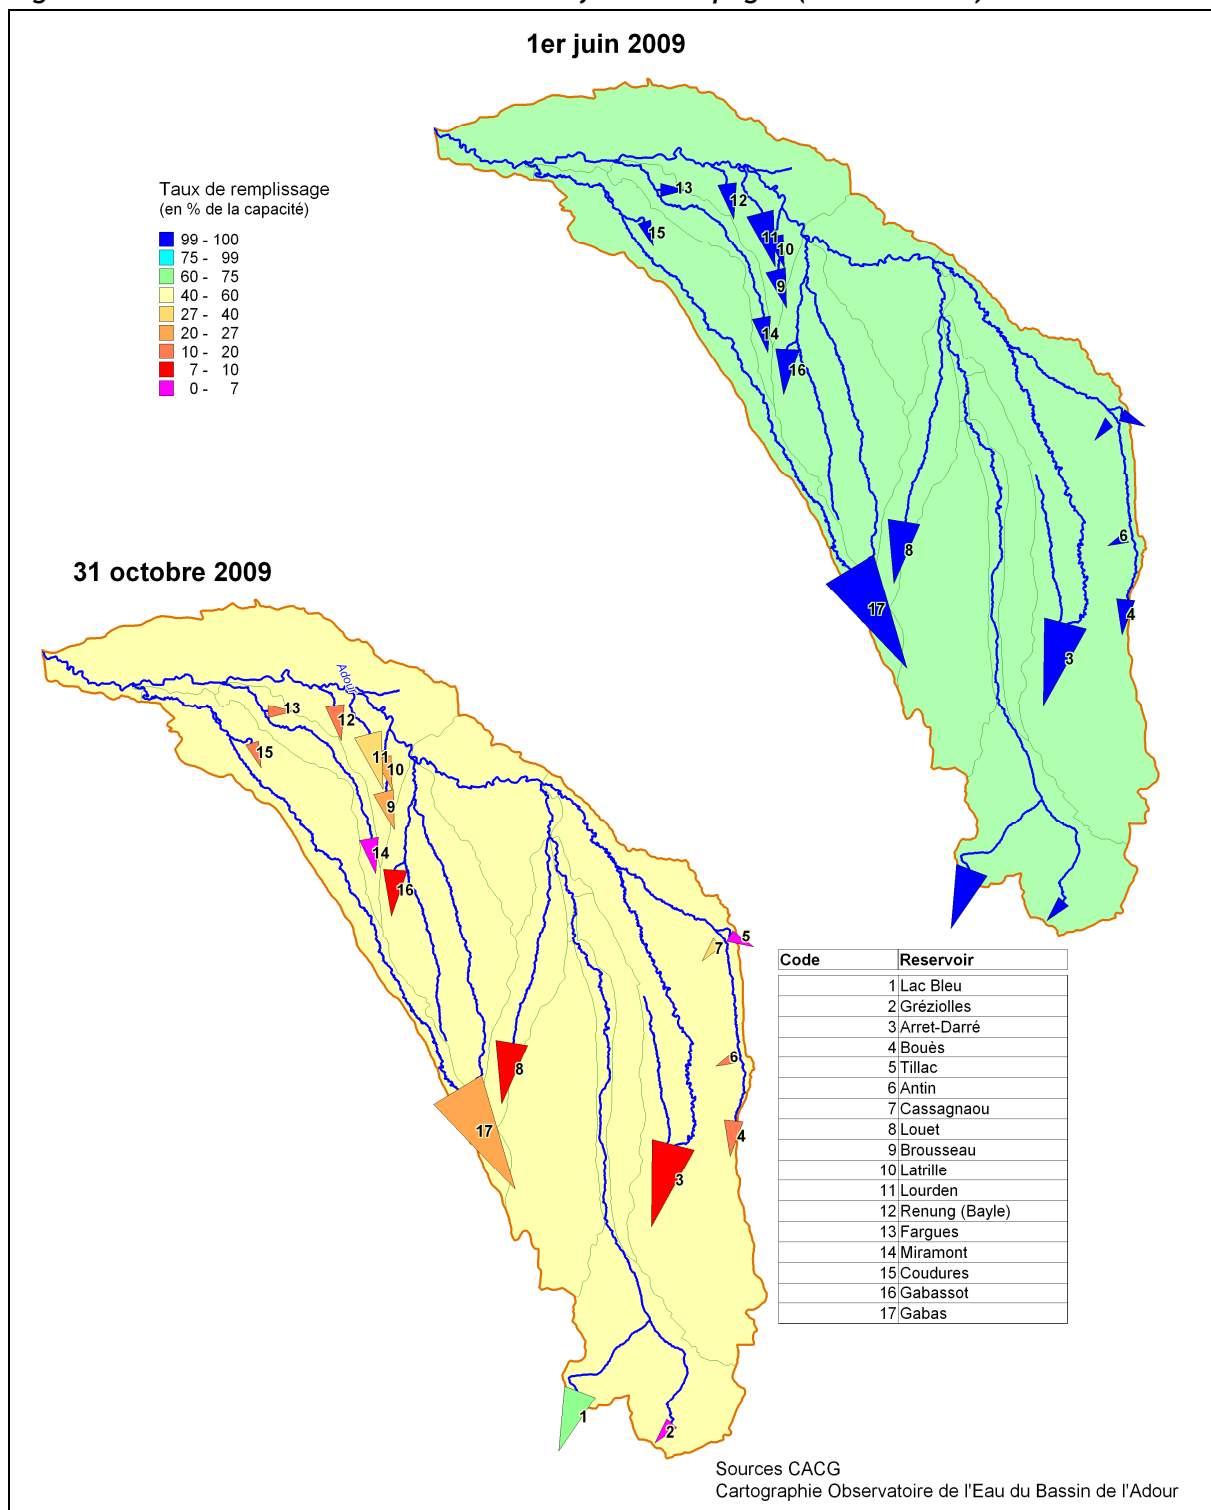 1er juin 2009
Taux de remplissage
(en % de la capacité)
99 - 100
75 - 99
60 - 75
40 - 60
27 - 40
20 - 27
10 - 20
7 - 10
0 - 7
13
12
15
11
10
9
14
16
6
8
4
17
3
31 octobre 2009
Adour
13
12
15
11
10
9
14
16
5
7
6
8
4
17
3
1
2
Code Reservoir
1 Lac Bleu
2 Gréziolles
3 Arret-Darré
4 Bouès
5 Tillac
6 Antin
7 Cassagnaou
8 Louet
9 Brousseau
10 Latrille
11 Lourden
12 Renung (Bayle)
13 Fargues
14 Miramont
15 Coudures
16 Gabassot
17 Gabas
Sources CACG
Cartographie Observatoire de l'Eau du Bassin de l'Adour